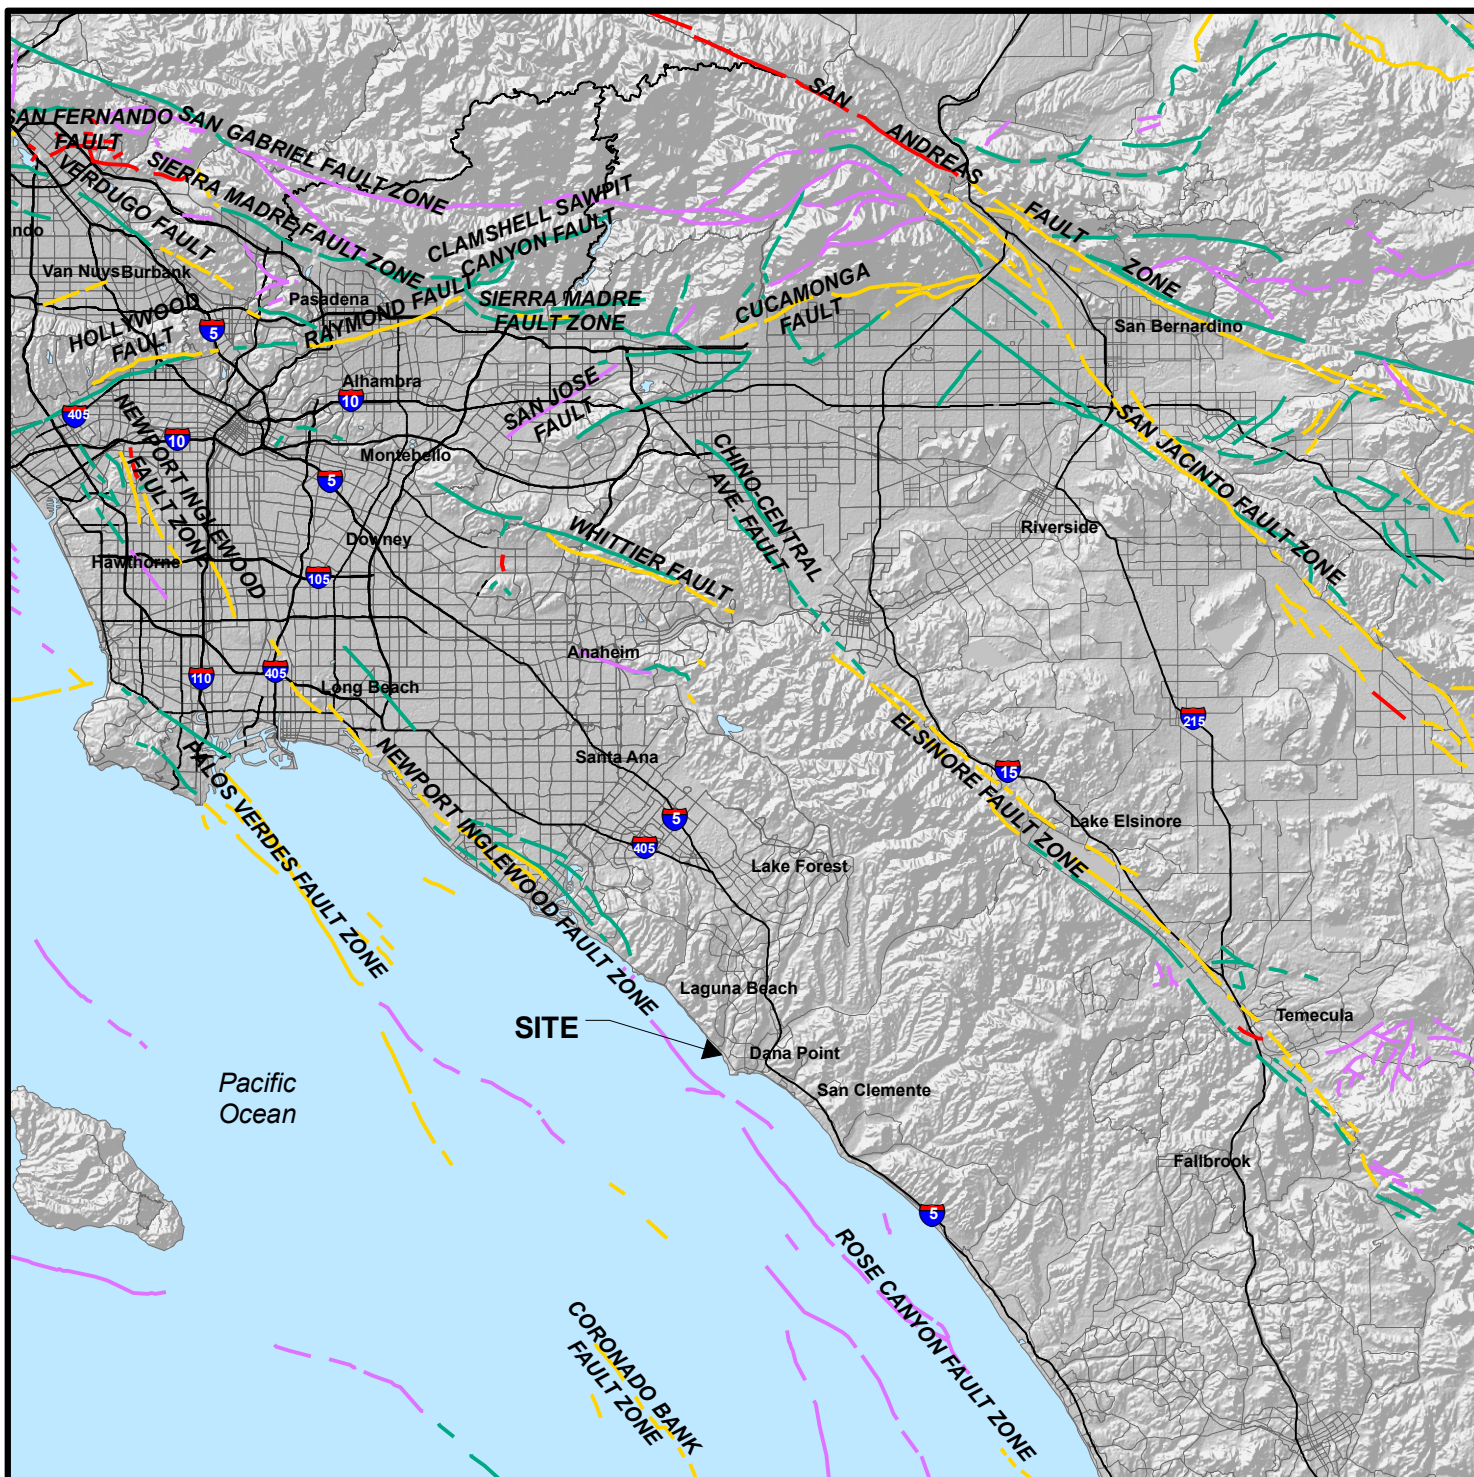 SAN
SAN FERNANDO
FAULT
SAN GABRIEL FAULT ZONE
ANDREAS
VERDUGO FAULT
SIERRA MADRE FAULT ZONE
CLAMSHELL SAWPIT
CANYON FAULT
FAULT
ZONE
ndo
Van Nuys
Burbank
Pasadena
HOLLYWOOD
FAULT
5
RAYMOND FAULT
SIERRA MADRE
FAULT ZONE
CUCAMONGA
FAULT
San Bernardino
Alhambra
10
405
10
SAN JOSE
FAULT
NEWPORT INGLEWOOD
FAULT ZONE
Montebello
5
CHINO-CENTRAL
AVE. FAULT
SAN JACINTO FAULT ZONE
Riverside
Hawthorne
Downey
105
WHITTIER FAULT
Anaheim
110
405
Long Beach
215
PALOS VERDES FAULT ZONE
NEWPORT INGLEWOOD FAULT ZONE
Santa Ana
ELSINORE FAULT ZONE
15
5
405
Lake Elsinore
Lake Forest
Laguna Beach
SITE
Temecula
Dana Point
San Clemente
Pacific
Ocean
Fallbrook
5
ROSE CANYON FAULT ZONE
CORONADO BANK
FAULT ZONE